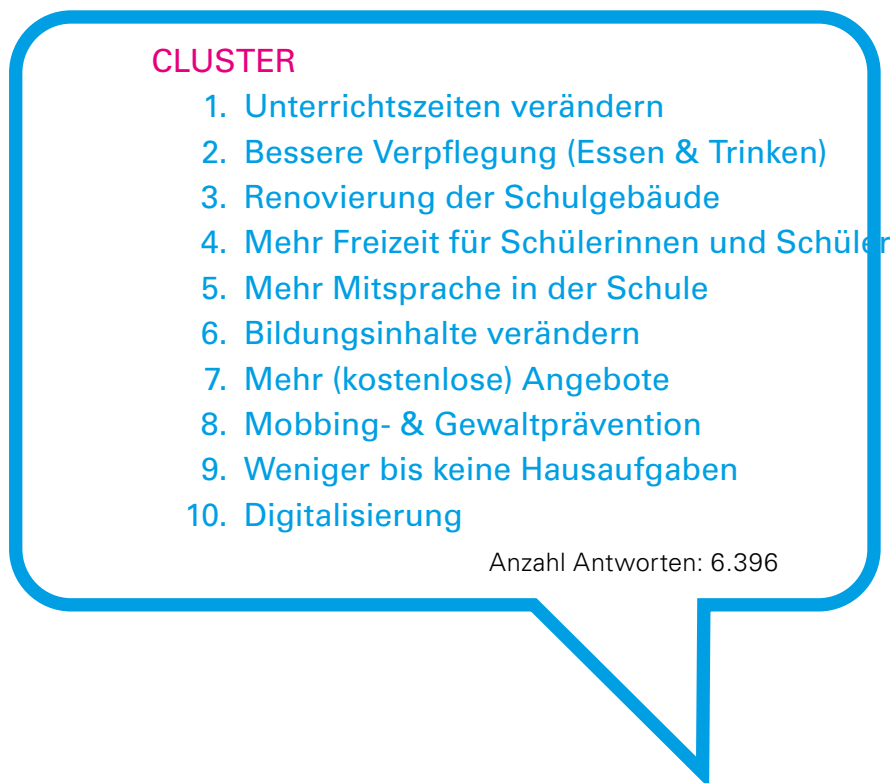 CLUSTER
1. Unterrichtszeiten verändern
2. Bessere Verpflegung (Essen & Trinken)
3. Renovierung der Schulgebäude
4. Mehr Freizeit für Schülerinnen und Schüler
5. Mehr Mitsprache in der Schule
6. Bildungsinhalte verändern
7. Mehr (kostenlose) Angebote
8. Mobbing- & Gewaltprävention
9. Weniger bis keine Hausaufgaben
10. Digitalisierung
Anzahl Antworten: 6.396